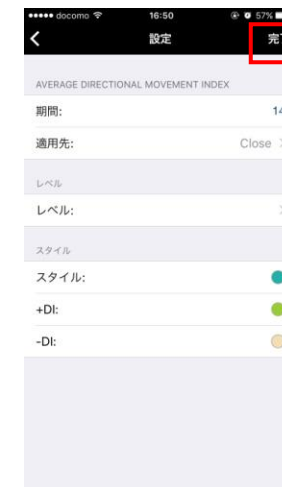 docomo 16:50 57%
設定 完了
AVERAGE DIRECTIONAL MOVEMENT INDEX
期間: 14
適用先: Close
レベル
レベル:
スタイル
スタイル:
+DI:
-DI: